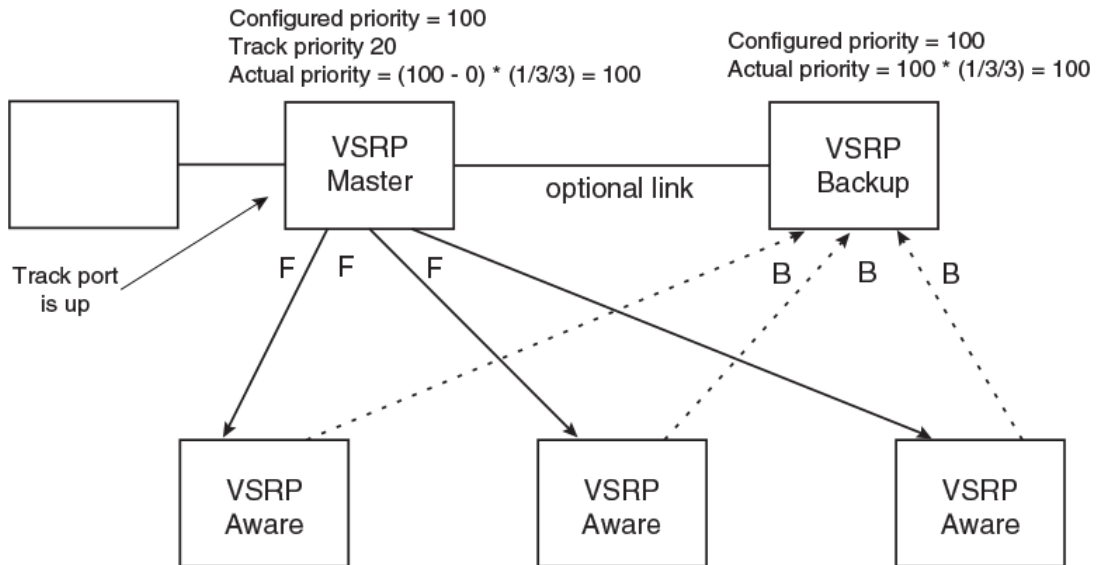 Configured priority = 100
Track priority 20
Actual priority = (100 - 0) * (1/3/3) = 100
Configured priority = 100
Actual priority = 100 * (1/3/3) = 100
VSRP
Master
optional link
VSRP
Backup
Track port
is up
F
F
F
B
B
B
VSRP
Aware
VSRP
Aware
VSRP
Aware